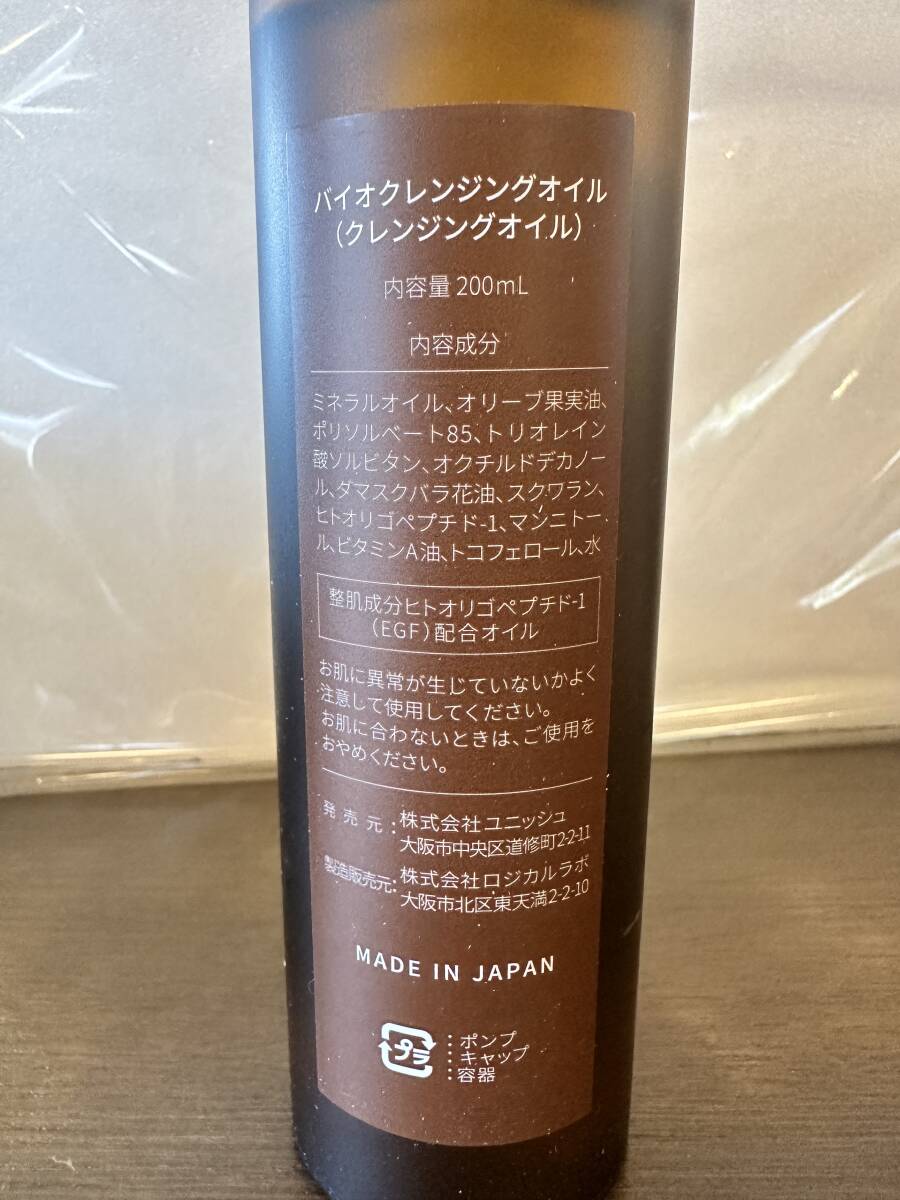 バイオクレンジングオイル
(クレンジングオイル)
内容量 200mL
内容成分
ミネラルオイル、オリーブ果実油、
ポリソルベート85、トリオレイン
酸ソルビタン、オクチルドデカノー
ル、ダマスクバラ花油、スクワラン、
ヒトオリゴペプチド-1、マンニトー
ル、ビタミンA油、トコフェロール、水
整肌成分ヒトオリゴペプチド-1
(EGF)配合オイル
お肌に異常が生じていないかよく
注意して使用してください。
お肌に合わないときは、ご使用を
おやめください。
発売元:株式会社ユニッシュ
大阪市中央区道修町2-2-11
製造販売元:株式会社ロジカルラボ
大阪市北区東天満2-2-10
MADE IN JAPAN
プラ
ポンプ
キャップ
容器